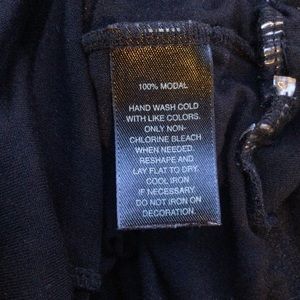 100% MODAL
HAND WASH COLD
WITH LIKE COLORS.
ONLY NON-
CHLORINE BLEACH
WHEN NEEDED.
RESHAPE AND
LAY FLAT TO DRY.
COOL IRON
IF NECESSARY.
DO NOT IRON ON
DECORATION.